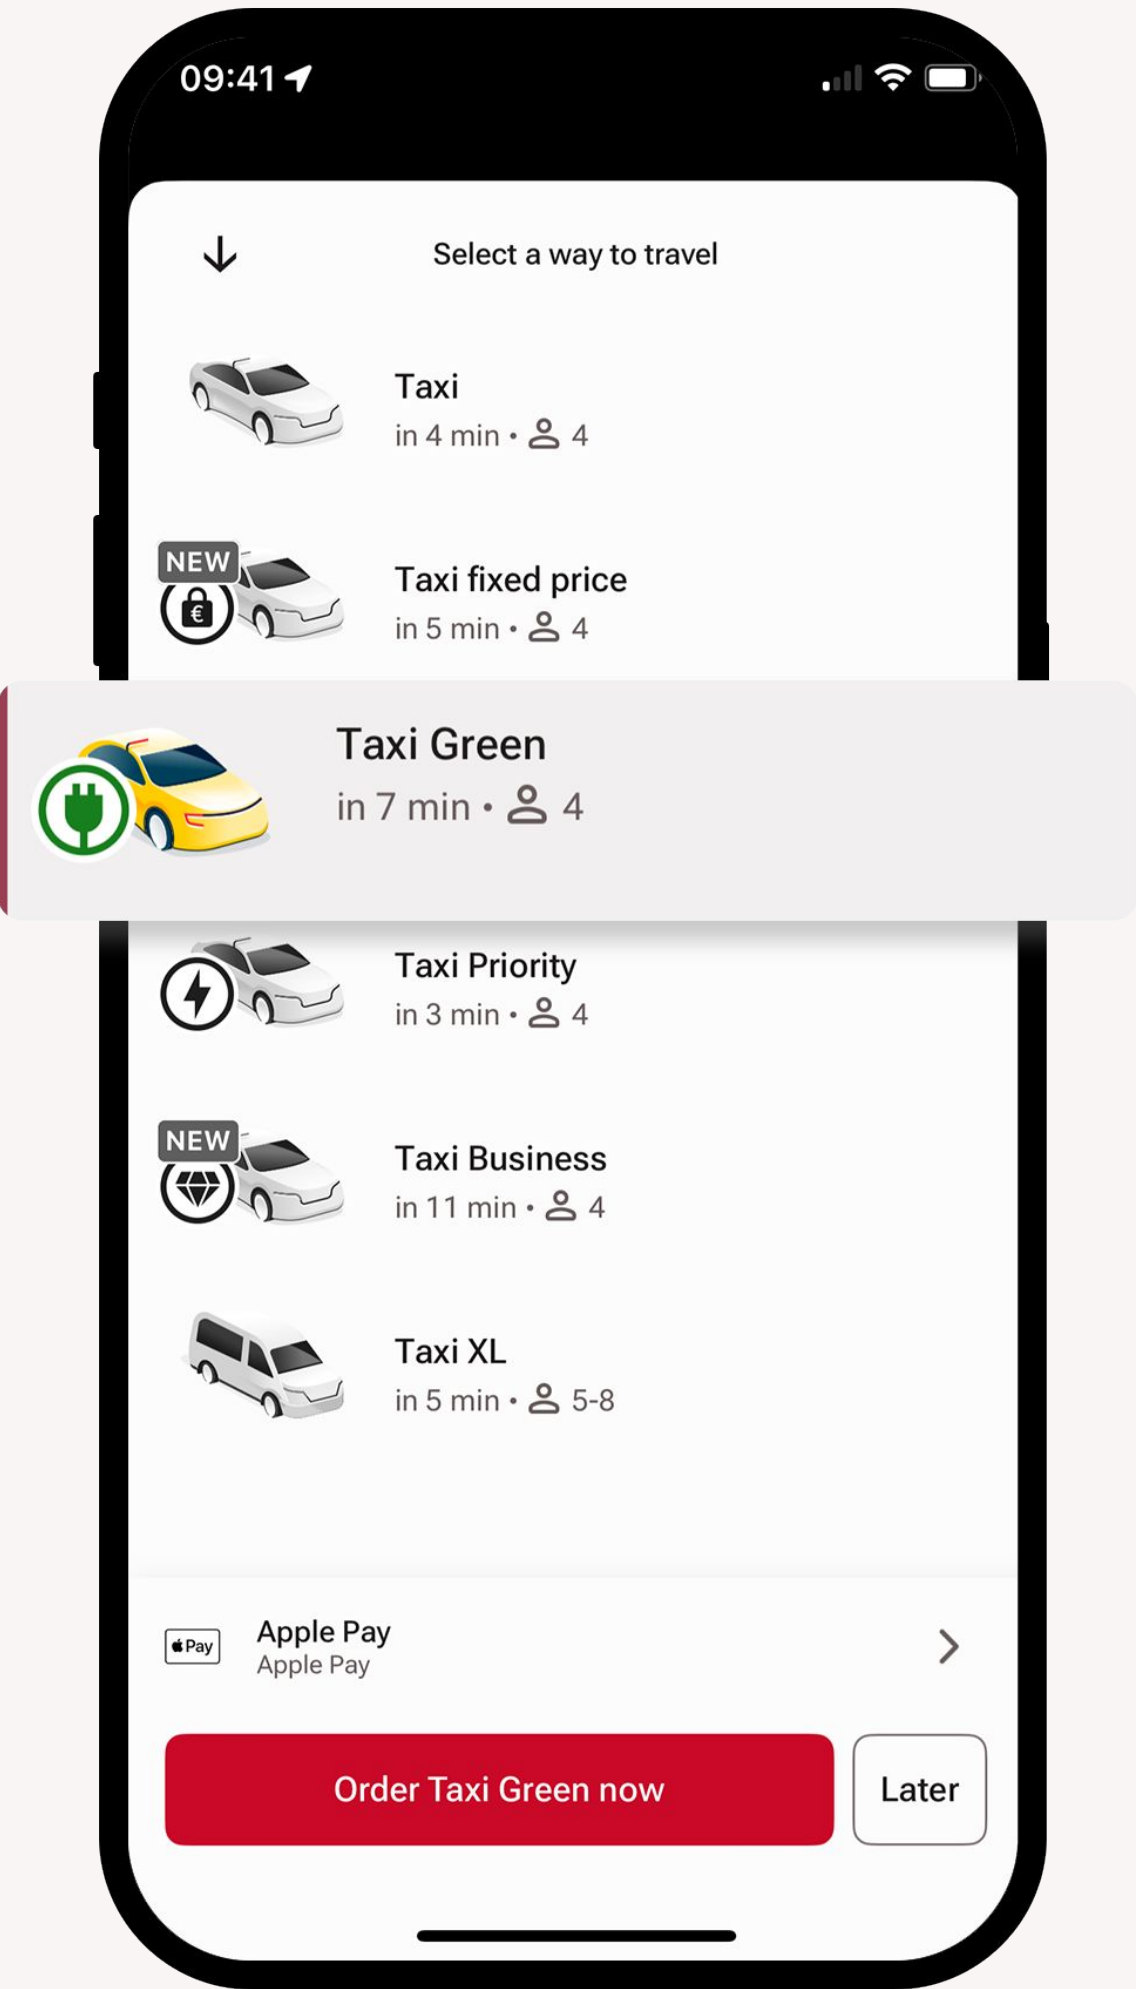 09:41
Select a way to travel
Taxi
in 4 min • 4
NEW
€
Taxi fixed price
in 5 min • 4
Taxi Green
in 7 min • 4
Taxi Priority
in 3 min • 4
NEW
Taxi Business
in 11 min • 4
Taxi XL
in 5 min • 5-8
Pay
Apple Pay
Apple Pay
Order Taxi Green now
Later